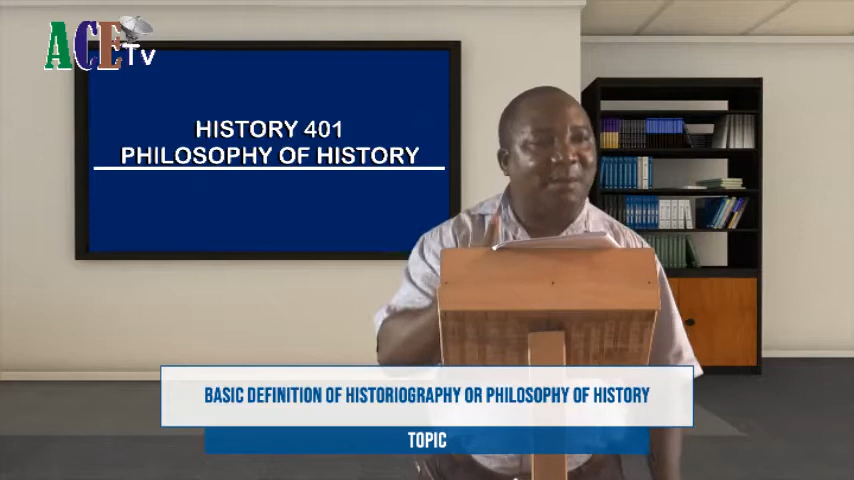 ACE TV
HISTORY 401
PHILOSOPHY OF HISTORY
BASIC DEFINITION OF HISTORIOGRAPHY OR PHILOSOPHY OF HISTORY
TOPIC